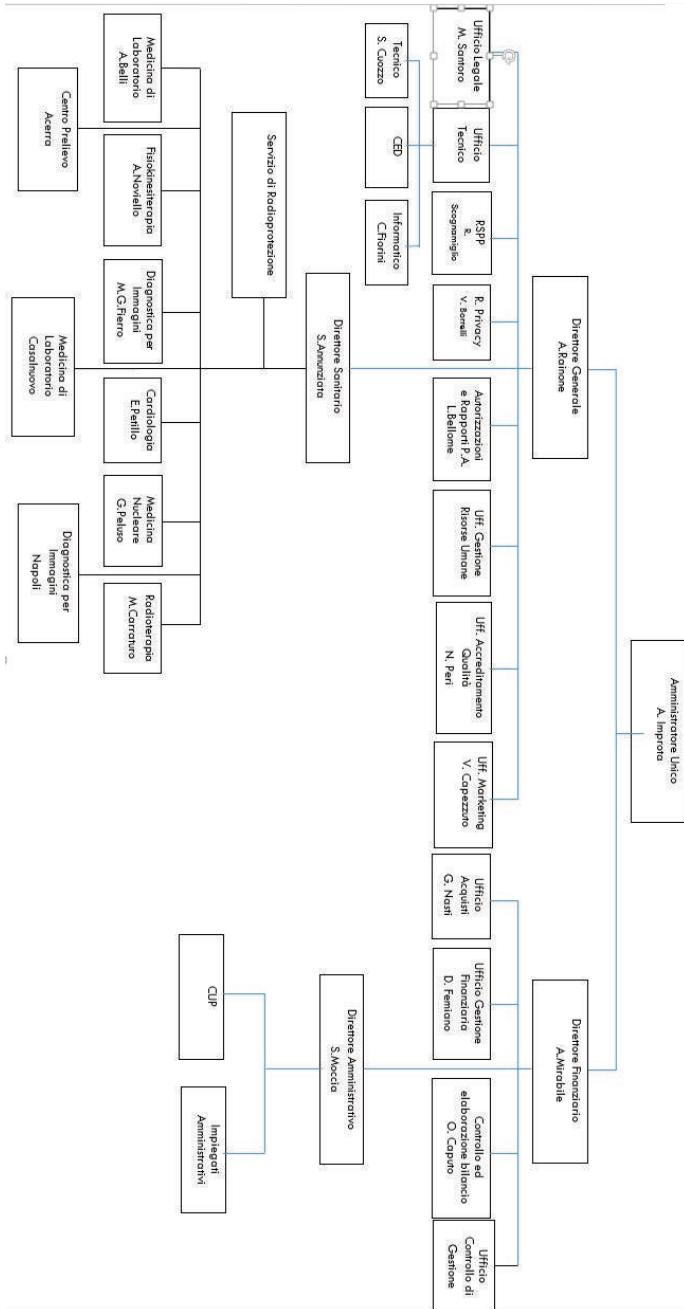 Amministratore Unico
A. Improta
Direttore Generale
A.Rainone
Direttore Finanziario
A.Mirabile
Ufficio Legale
M. Santoro
Ufficio
Tecnico
RSPP
R.
Scognamiglio
R. Privacy
V. Borrelli
Autorizzazioni
e Rapporti P.A.
L.Bellome
Uff. Gestione
Risorse Umane
Uff. Accreditamento
Qualità
N. Peri
Uff. Marketing
V. Capezzuto
Ufficio
Acquisti
G. Nasti
Ufficio Gestione
Finanziaria
D. Femiano
Controllo ed
elaborazione bilancio
O. Caputo
Ufficio
Controllo di
Gestione
Tecnico
S. Cuozzo
CED
Informatico
C.Fiorini
Direttore Sanitario
S.Annunziata
Direttore Amministrativo
S.Moccia
Servizio di Radioprotezione
CUP
Impiegati
Amministrativi
Medicina di
Laboratorio
A.Belli
Fisiokinesiterapia
A.Noviello
Diagnostica per
Immagini
M.G.Fierro
Cardiologia
E.Petillo
Medicina
Nucleare
G.Peluso
Radioterapia
M.Carraturo
Centro Prelievo
Acerra
Medicina di
Laboratorio
Casalnuovo
Diagnostica per
Immagini
Napoli